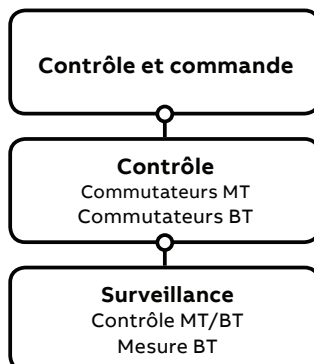 Contrôle et commande
Contrôle
Commutateurs MT
Commutateurs BT
Surveillance
Contrôle MT/BT
Mesure BT